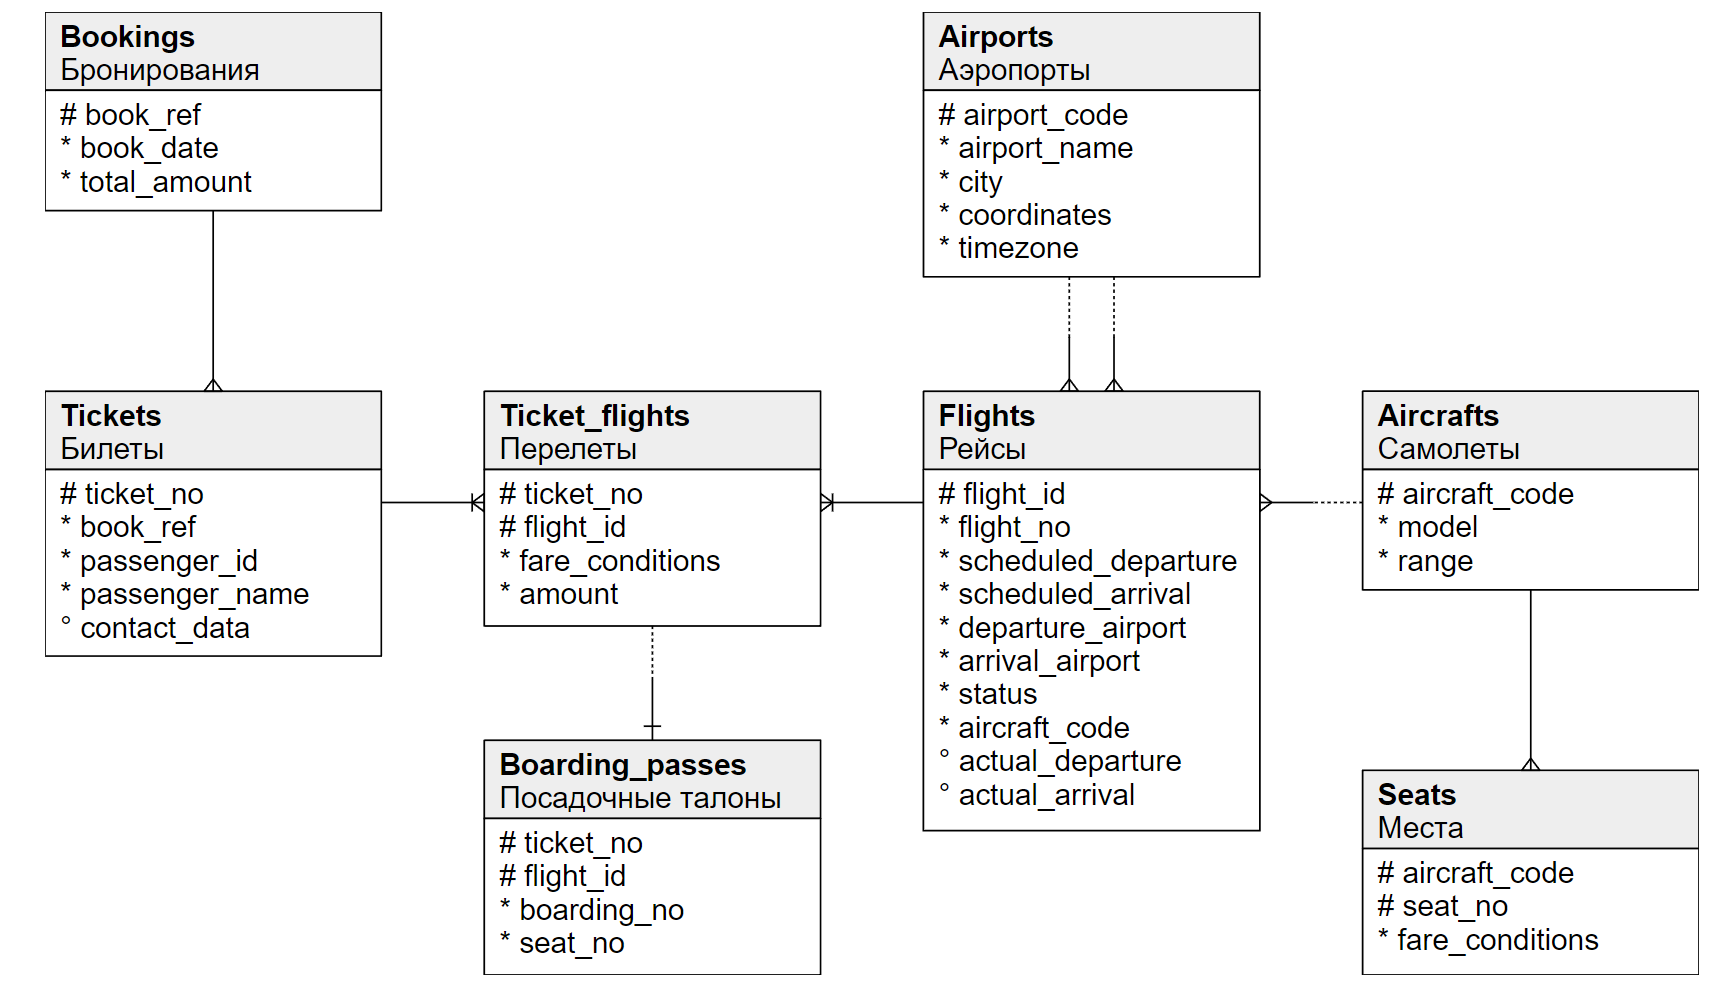 Bookings
Бронирования
# book_ref
* book_date
* total_amount
Airports
Аэропорты
# airport_code
* airport_name
* city
* coordinates
* timezone
Tickets
Билеты
# ticket_no
* book_ref
* passenger_id
* passenger_name
° contact_data
Ticket_flights
Перелеты
# ticket_no
# flight_id
* fare_conditions
* amount
Flights
Рейсы
# flight_id
* flight_no
* scheduled_departure
* scheduled_arrival
* departure_airport
* arrival_airport
* status
* aircraft_code
° actual_departure
° actual_arrival
Aircrafts
Самолеты
# aircraft_code
* model
* range
Boarding_passes
Посадочные талоны
# ticket_no
# flight_id
* boarding_no
* seat_no
Seats
Места
# aircraft_code
# seat_no
* fare_conditions